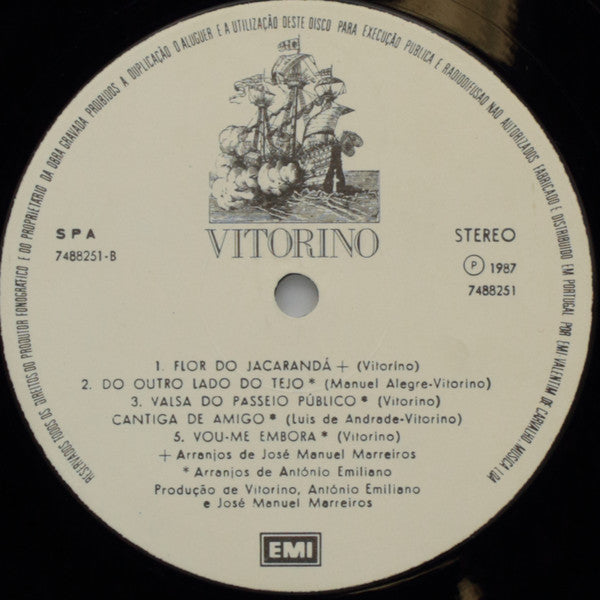 RESERVADOS TODOS OS DIREITOS DO PRODUTOR FONOGRÁFICO E DO PROPRIETÁRIO DA OBRA GRAVADA PROIBIDOS A DUPLICAÇÃO O ALUGUER E A UTILIZAÇÃO DESTE DISCO PARA EXECUÇÃO PUBLICA E RADIODIFUSÃO NÃO AUTORIZADOS FABRICADO E DISTRIBUIDO EM PORTUGAL POR EMI VALENTIM DE CARVALHO MÚSICA LDA
VITORINO
SPA
7488251-B
STEREO
Ⓟ 1987
7488251
1. FLOR DO JACARANDÁ + (Vitorino)
2. DO OUTRO LADO DO TEJO * (Manuel Alegre-Vitorino)
3. VALSA DO PASSEIO PÚBLICO * (Vitorino)
CANTIGA DE AMIGO * (Luis de Andrade-Vitorino)
5. VOU-ME EMBORA * (Vitorino)
+ Arranjos de José Manuel Marreiros
* Arranjos de António Emiliano
Produção de Vitorino, António Emiliano
e José Manuel Marreiros
EMI